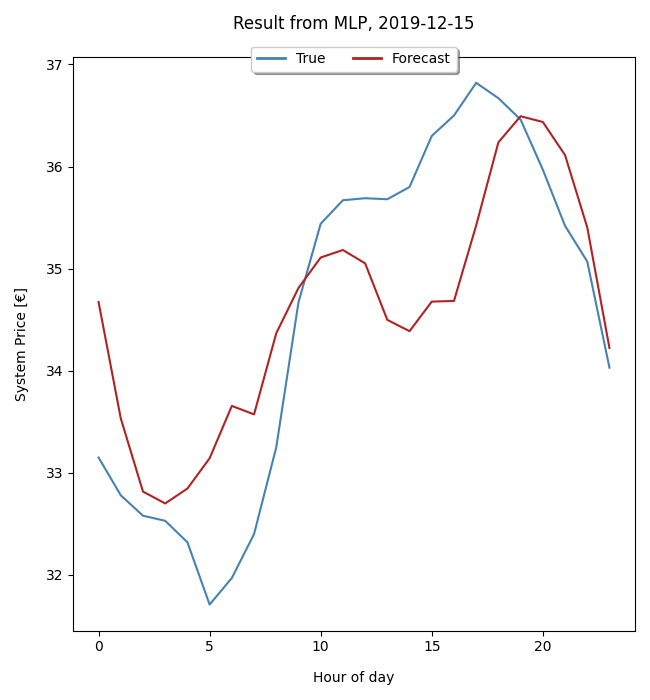 Result from MLP, 2019-12-15
True Forecast
37
36
35
34
33
32
System Price [€]
0 5 10 15 20
Hour of day